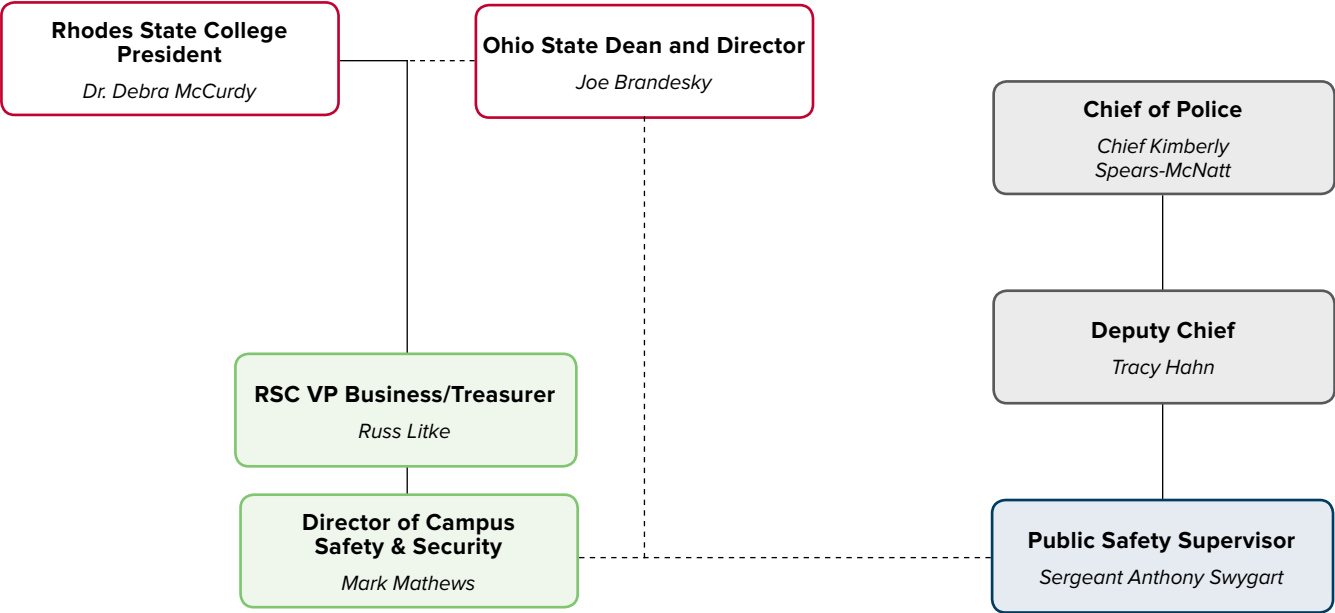 Rhodes State College
President
Dr. Debra McCurdy
Ohio State Dean and Director
Joe Brandesky
Chief of Police
Chief Kimberly
Spears-McNatt
Deputy Chief
Tracy Hahn
RSC VP Business/Treasurer
Russ Litke
Director of Campus
Safety & Security
Mark Mathews
Public Safety Supervisor
Sergeant Anthony Swygart